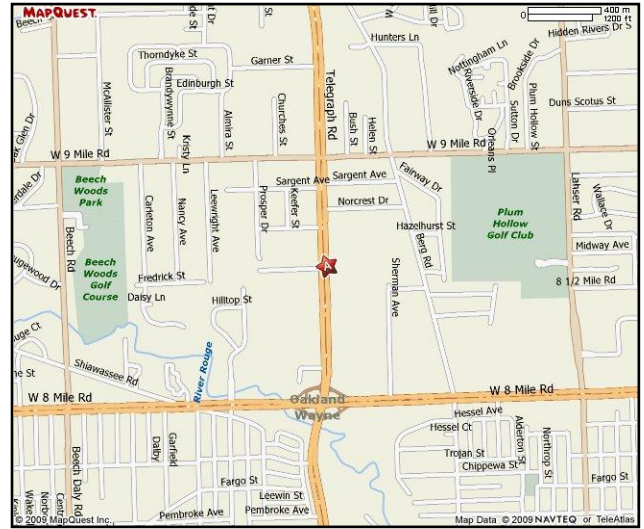 MAPQUEST
400 m
1200 ft
Hunters Ln
Hidden Rivers Dr S
Thorndyke St
Garner St
Nottingham Ln
Brookside Dr
Edinburgh St
Telegraph Rd
McAllister St
Brandywynne St
Almira St
Churches St
Bush St
Helen St
Riverside Dr
Sutton Dr
Plum Hollow St
Duns Scotus St
Kristy Ln
Orleans Pl
W 9 Mile Rd
W 9 Mile Rd
Sargent Ave
Sargent Ave
Fairway Dr
Beech
Woods
Park
Norcrest Dr
Prosper Dr
Keefer St
Carleton Ave
Nancy Ave
Leewright Ave
Hazelhurst St
Berg Rd
Plum
Hollow
Golf Club
Lahser Rd
Wallace Dr
Midway Ave
Beech Rd
Beech
Woods
Golf
Course
Fredrick St
A
Sherman Ave
8 1/2 Mile Rd
Daisy Ln
Hilltop St
River Rouge
Shiawassee Rd
W 8 Mile Rd
W 8 Mile Rd
Oakland
Wayne
Hessel Ave
Hessel Ct
Alderton St
Northrop St
Trojan St
Chippewa St
Dalby
Garfield
Beech Daly Rd
Fargo St
Fargo St
Leewin St
Pembroke Ave
Pembroke Ave
© 2009 MapQuest Inc.
Map Data © 2009 NAVTEQ or TeleAtlas